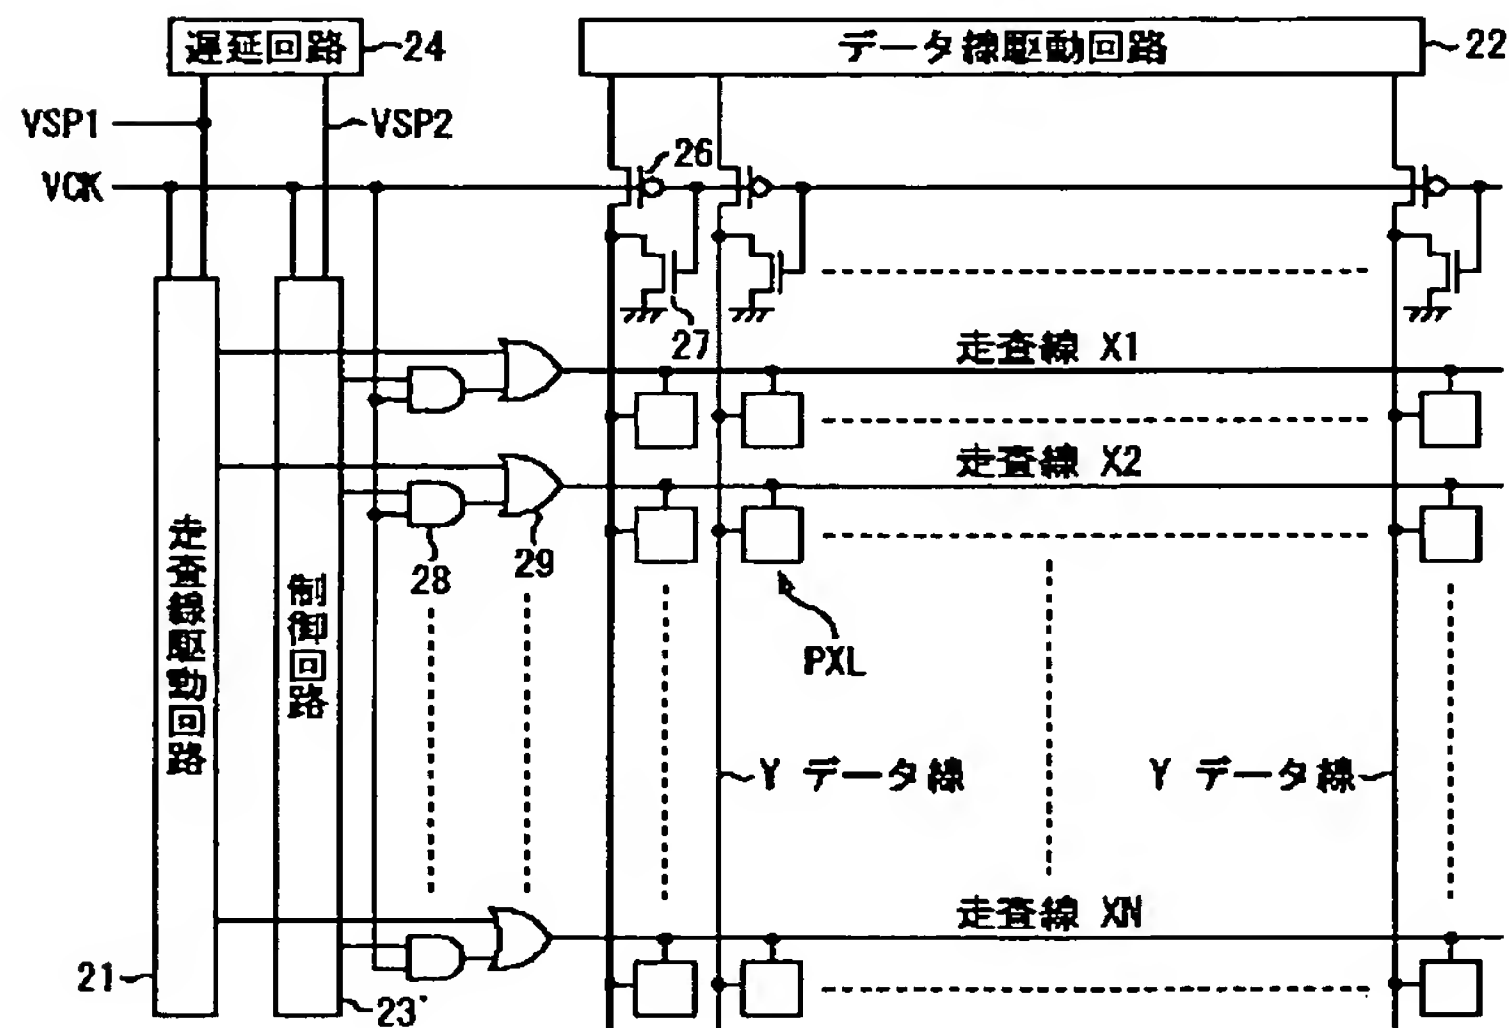 遅延回路
24
データ線駆動回路
22
VSP1
VSP2
VCK
26
27
走査線 X1
走査線 X2
28
29
走査線駆動回路
制御回路
PXL
Y データ線
Y データ線
走査線 XN
21
23'